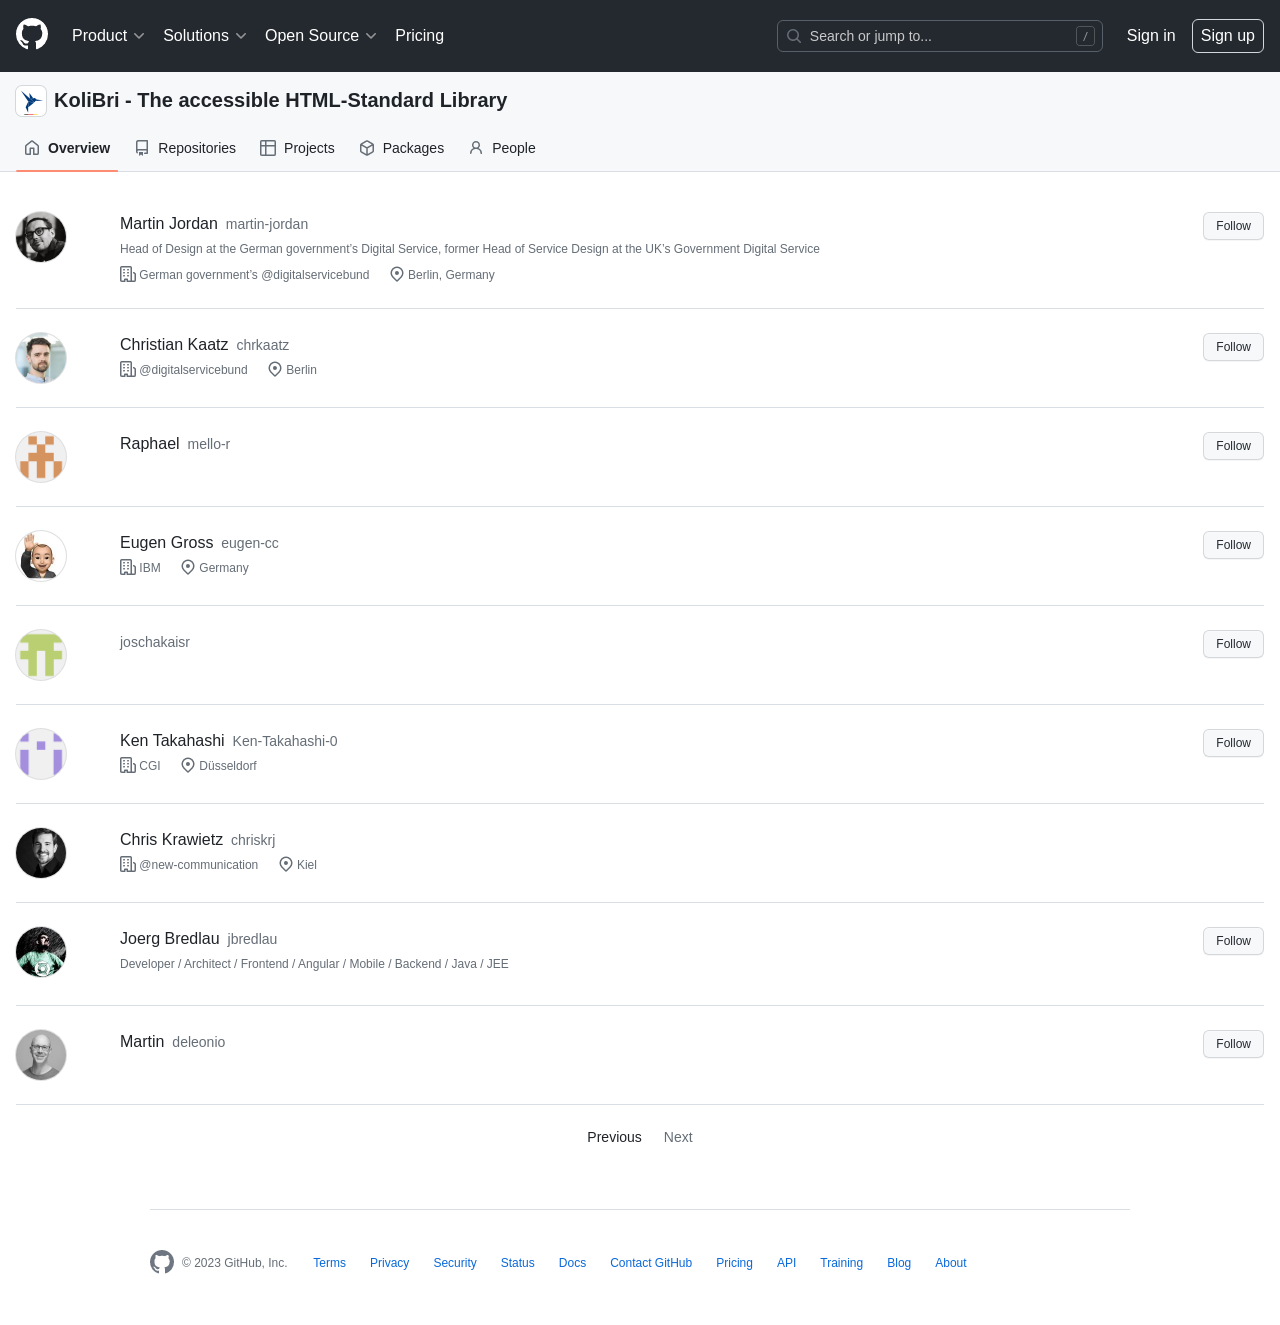 Product Solutions Open Source Pricing Search or jump to... / Sign in Sign up
KoliBri - The accessible HTML-Standard Library
Overview Repositories Projects Packages People
Martin Jordan martin-jordan Follow
Head of Design at the German government’s Digital Service, former Head of Service Design at the UK’s Government Digital Service
German government’s @digitalservicebund Berlin, Germany
Christian Kaatz chrkaatz Follow
@digitalservicebund Berlin
Raphael mello-r Follow
Eugen Gross eugen-cc Follow
IBM Germany
joschakaisr Follow
Ken Takahashi Ken-Takahashi-0 Follow
CGI Düsseldorf
Chris Krawietz chriskrj
@new-communication Kiel
Joerg Bredlau jbredlau Follow
Developer / Architect / Frontend / Angular / Mobile / Backend / Java / JEE
Martin deleonio Follow
Previous Next
© 2023 GitHub, Inc. Terms Privacy Security Status Docs Contact GitHub Pricing API Training Blog About